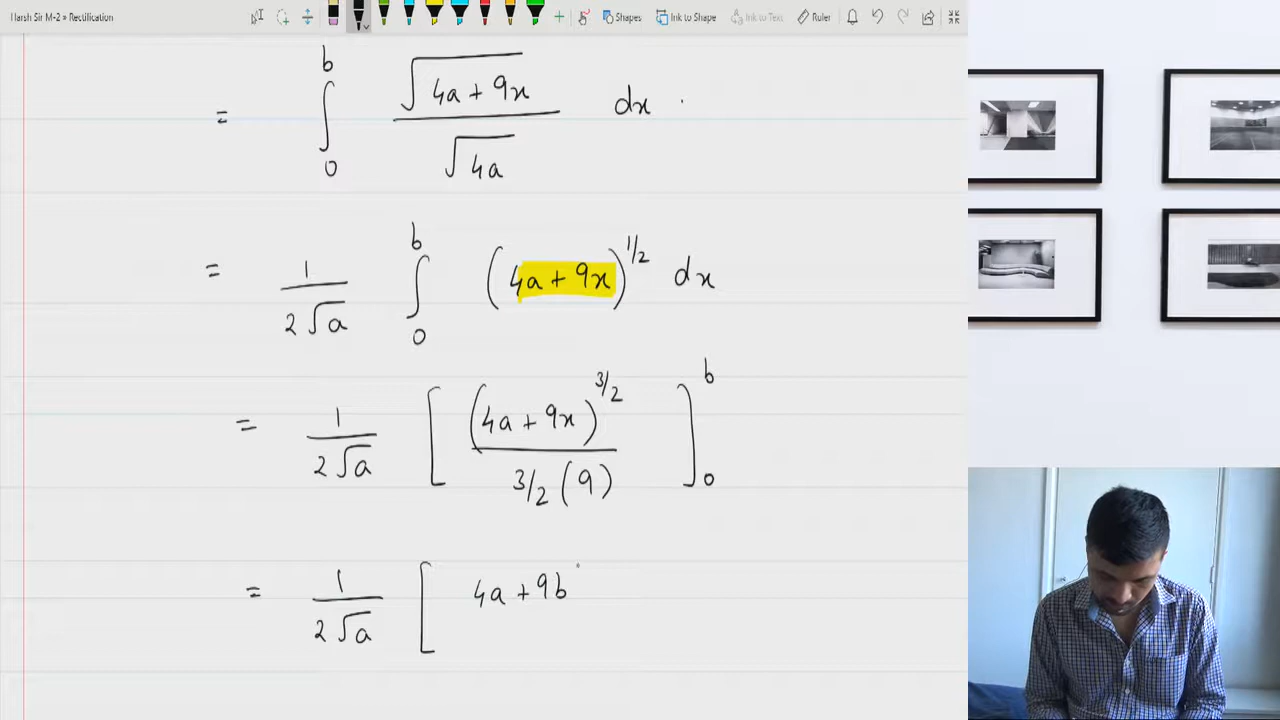 Harsh Sir M-2 » Rectification
Shapes
Ink to Shape
Ink to Text
Ruler
= ∫₀ᵇ √(4a + 9x) / √(4a) dx .
= 1 / (2√a) ∫₀ᵇ (4a + 9x)^(1/2) dx
= 1 / (2√a) [ (4a + 9x)^(3/2) / (3/2 (9)) ]₀ᵇ
= 1 / (2√a) [ 4a + 9b